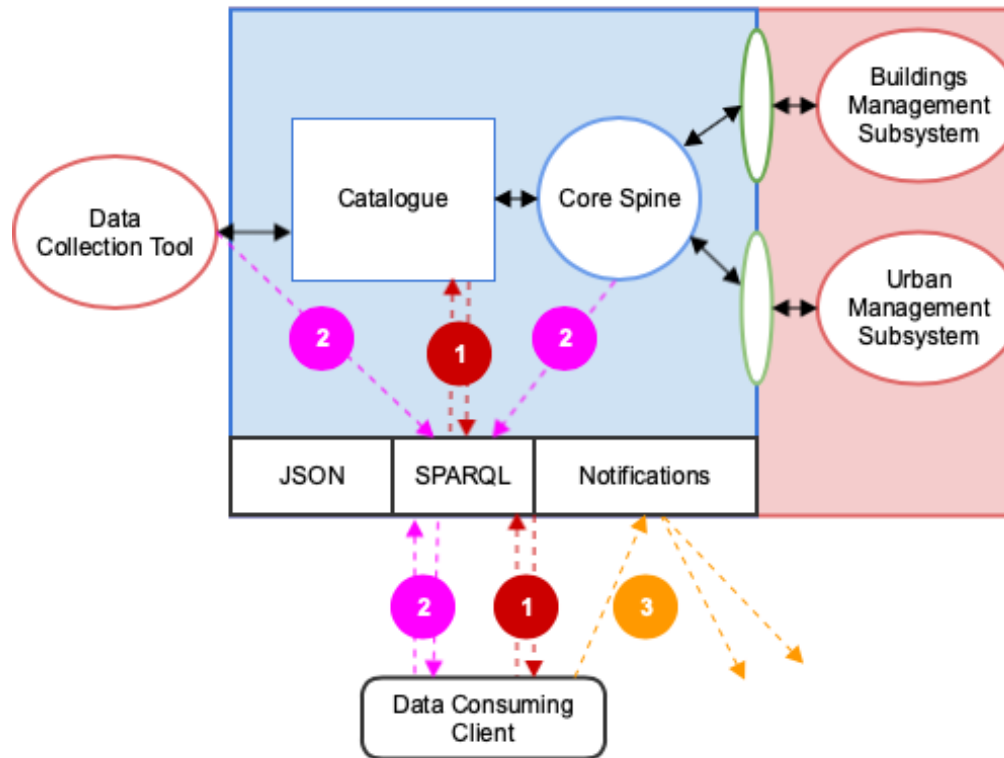 Buildings
Management
Subsystem
Catalogue
Core Spine
Data
Collection Tool
Urban
Management
Subsystem
2
1
2
JSON
SPARQL
Notifications
2
1
3
Data Consuming
Client